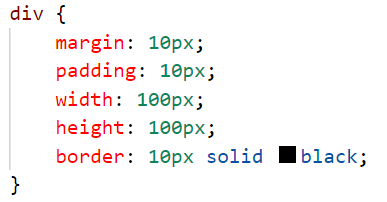 div {
    margin: 10px;
    padding: 10px;
    width: 100px;
    height: 100px;
    border: 10px solid black;
}